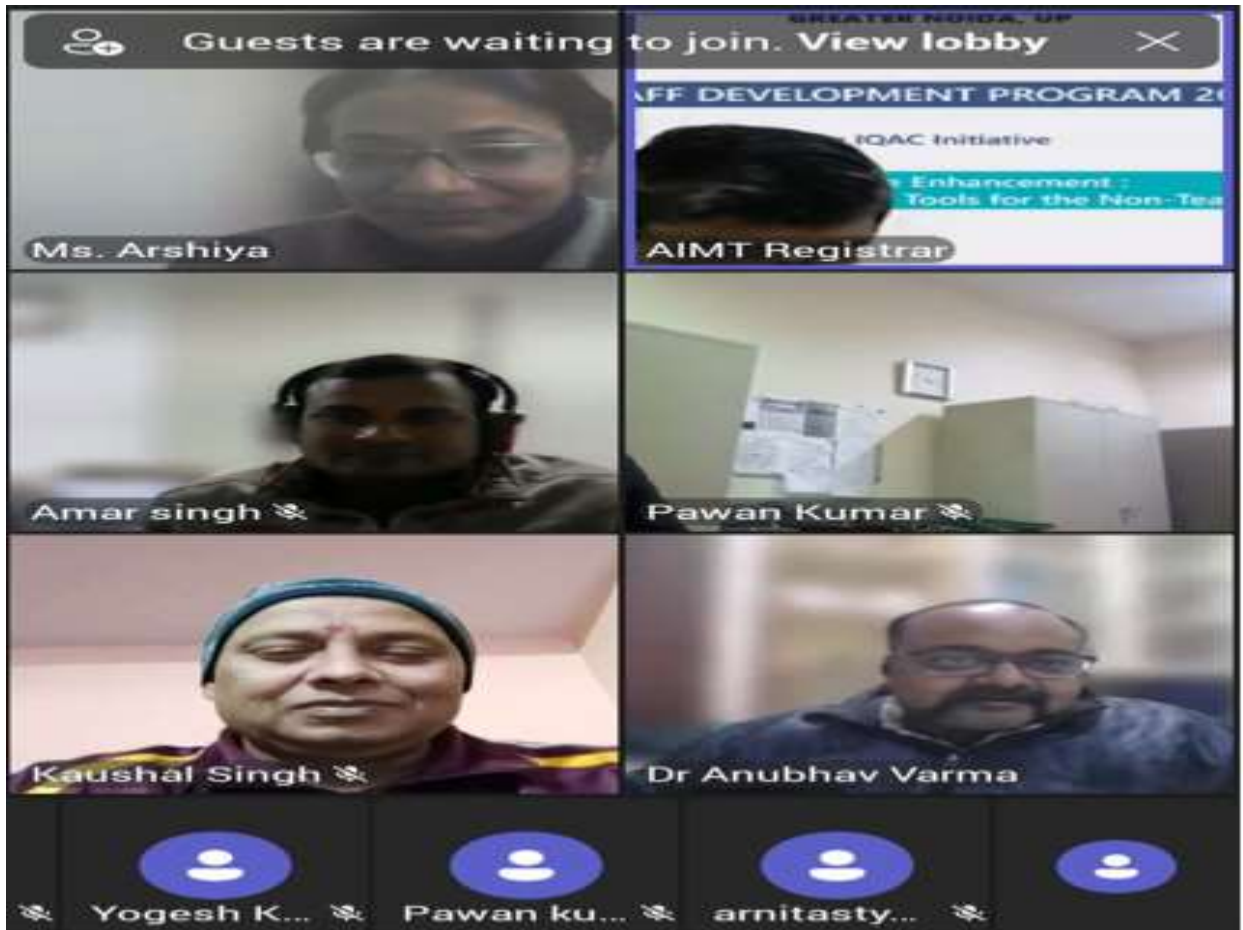 GREATER NOIDA, UP
Guests are waiting to join. View lobby
AFF DEVELOPMENT PROGRAM 20
IQAC Initiative
e Enhancement :
Tools for the Non-Tea
Ms. Arshiya
AIMT Registrar
Amar singh
Pawan Kumar
Kaushal Singh
Dr Anubhav Varma
Yogesh K...
Pawan ku...
arnitasty...